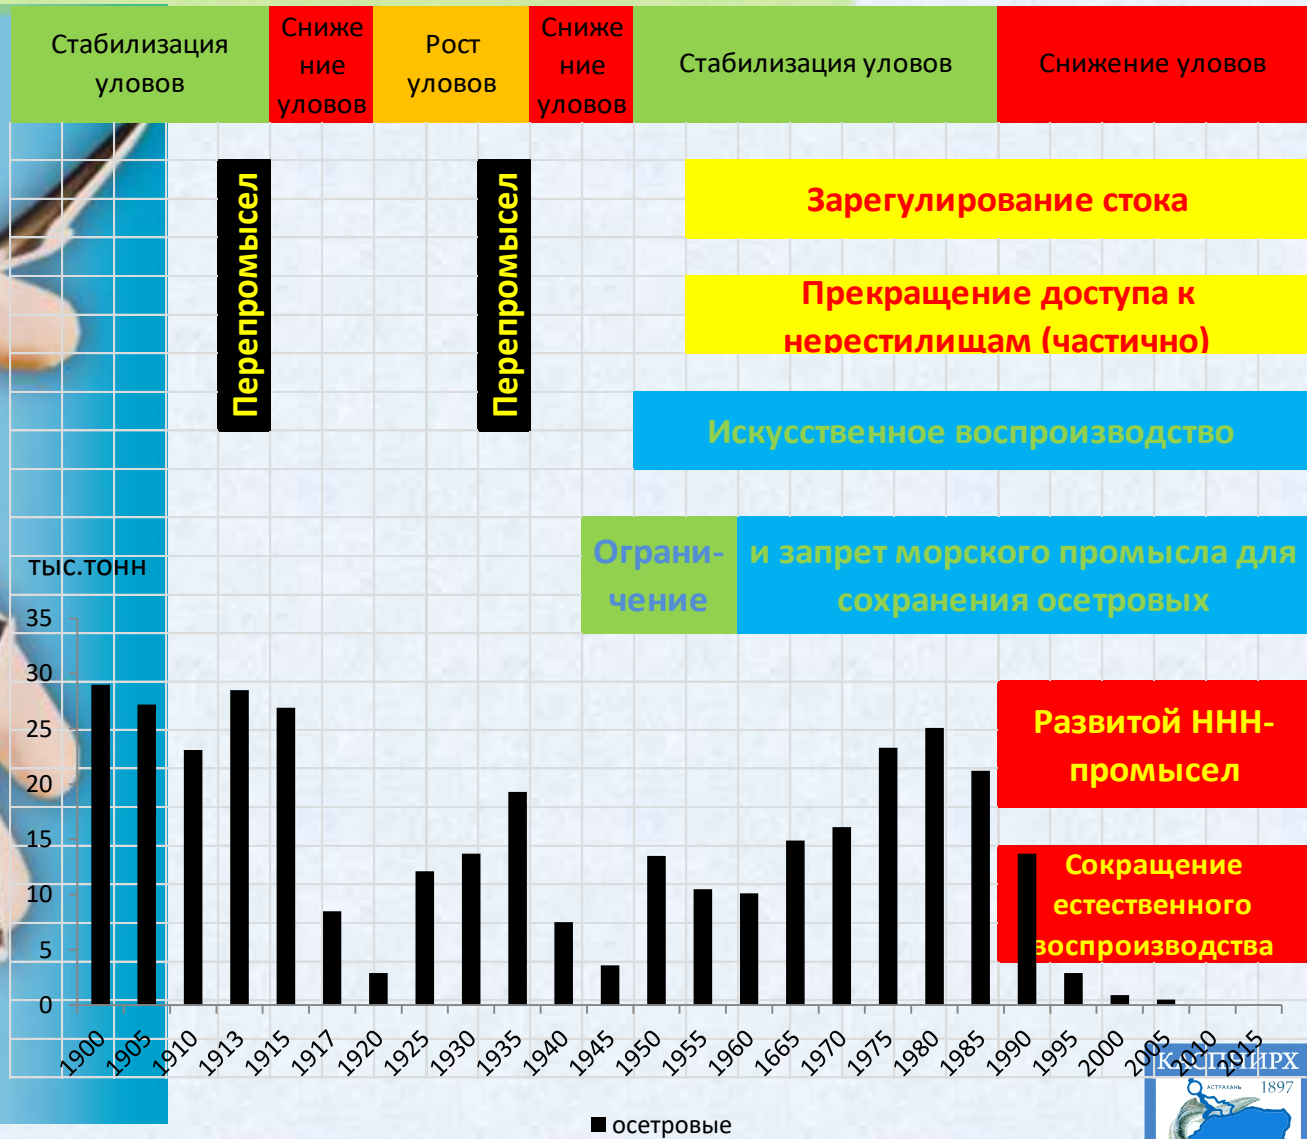 Стабилизация
уловов
Сниже
ние
уловов
Рост
уловов
Сниже
ние
уловов
Стабилизация уловов
Снижение уловов
Перепромысел
Перепромысел
Зарегулирование стока
Прекращение доступа к
нерестилищам (частично)
Искусственное воспроизводство
Ограни-
чение
и запрет морского промысла для
сохранения осетровых
Развитой ННН-
промысел
Сокращение
естественного
воспроизводства
тыс.тонн
35
30
25
20
15
10
5
0
1900
1905
1910
1913
1915
1917
1920
1925
1930
1935
1940
1945
1950
1955
1960
1665
1970
1975
1980
1985
1990
1995
2000
2005
2010
2015
осетровые
КАСПНИРХ
АСТРАХАНЬ
1897